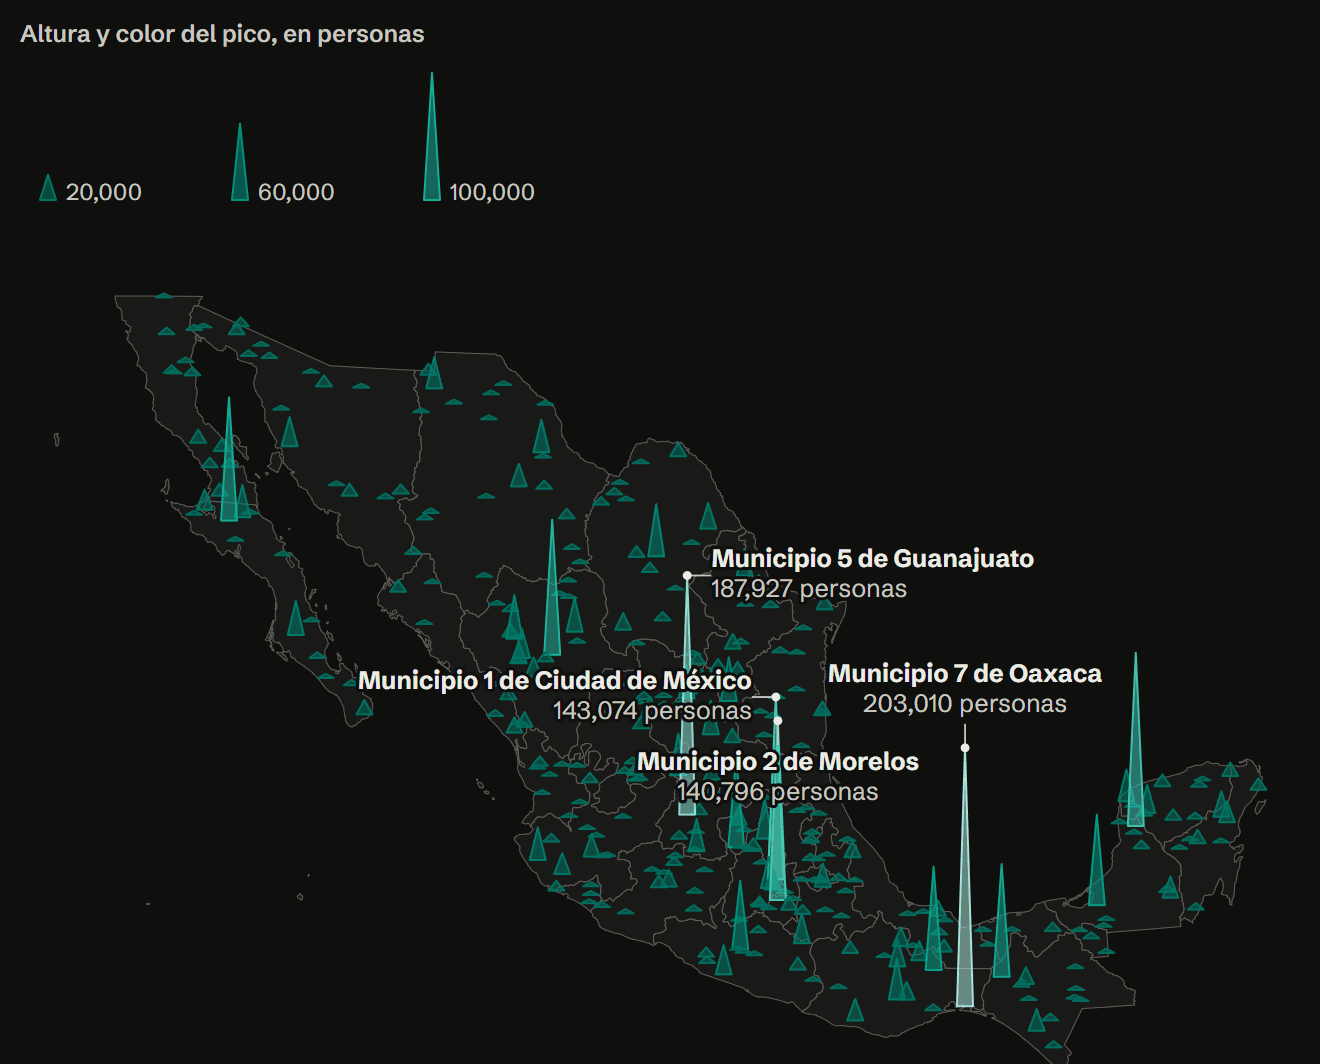 Altura y color del pico, en personas
20,000
60,000
100,000
Municipio 5 de Guanajuato
187,927 personas
Municipio 1 de Ciudad de México
143,074 personas
Municipio 7 de Oaxaca
203,010 personas
Municipio 2 de Morelos
140,796 personas